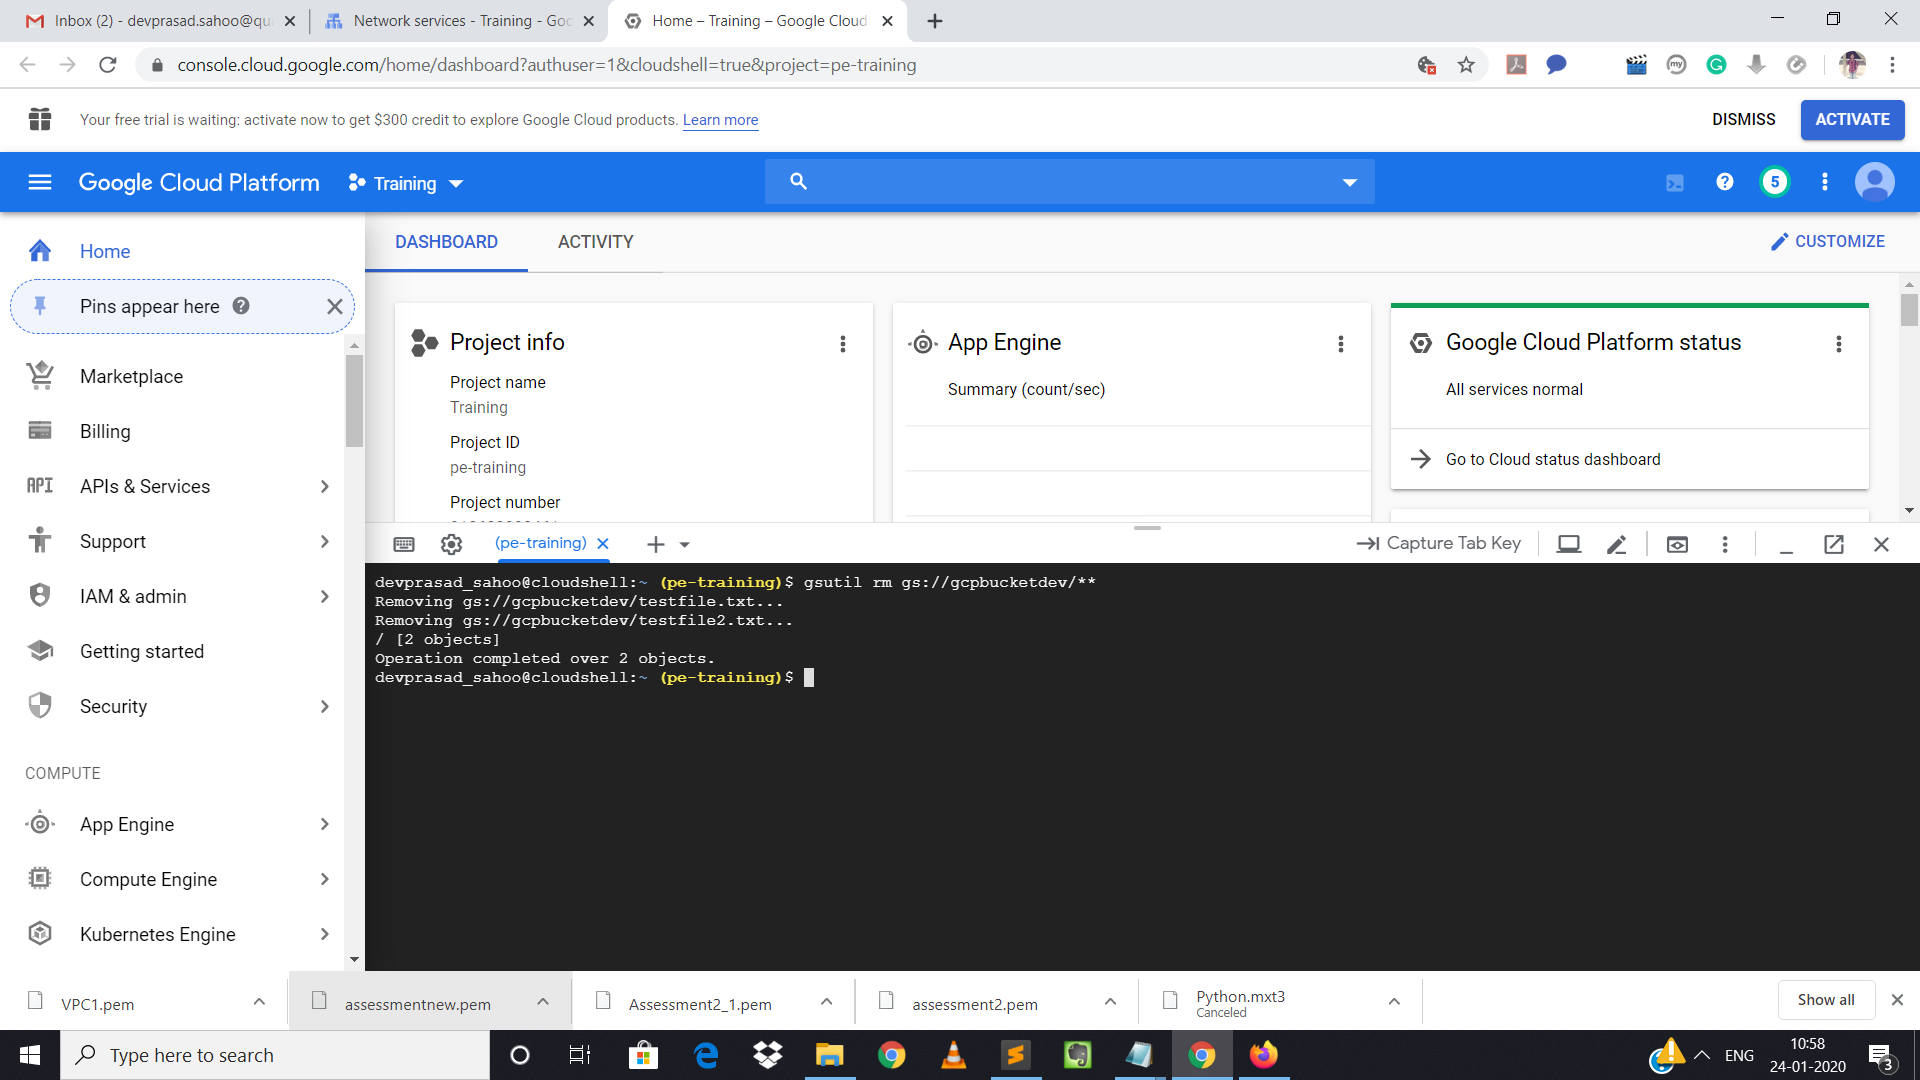 Inbox (2) - devprasad.sahoo@qu
Network services - Training - Goo
Home – Training – Google Cloud
console.cloud.google.com/home/dashboard?authuser=1&cloudshell=true&project=pe-training
Your free trial is waiting: activate now to get $300 credit to explore Google Cloud products. Learn more
DISMISS
ACTIVATE
Google Cloud Platform
Training
5
Home
Pins appear here
Marketplace
Billing
API
APIs & Services
Support
IAM & admin
Getting started
Security
COMPUTE
App Engine
Compute Engine
Kubernetes Engine
DASHBOARD
ACTIVITY
CUSTOMIZE
Project info
Project name
Training
Project ID
pe-training
Project number
App Engine
Summary (count/sec)
Google Cloud Platform status
All services normal
Go to Cloud status dashboard
(pe-training)
Capture Tab Key
devprasad_sahoo@cloudshell:~ (pe-training)$ gsutil rm gs://gcpbucketdev/**
Removing gs://gcpbucketdev/testfile.txt...
Removing gs://gcpbucketdev/testfile2.txt...
/ [2 objects]
Operation completed over 2 objects.
devprasad_sahoo@cloudshell:~ (pe-training)$
VPC1.pem
assessmentnew.pem
Assessment2_1.pem
assessment2.pem
Python.mxt3
Canceled
Show all
Type here to search
ENG
10:58
24-01-2020
3